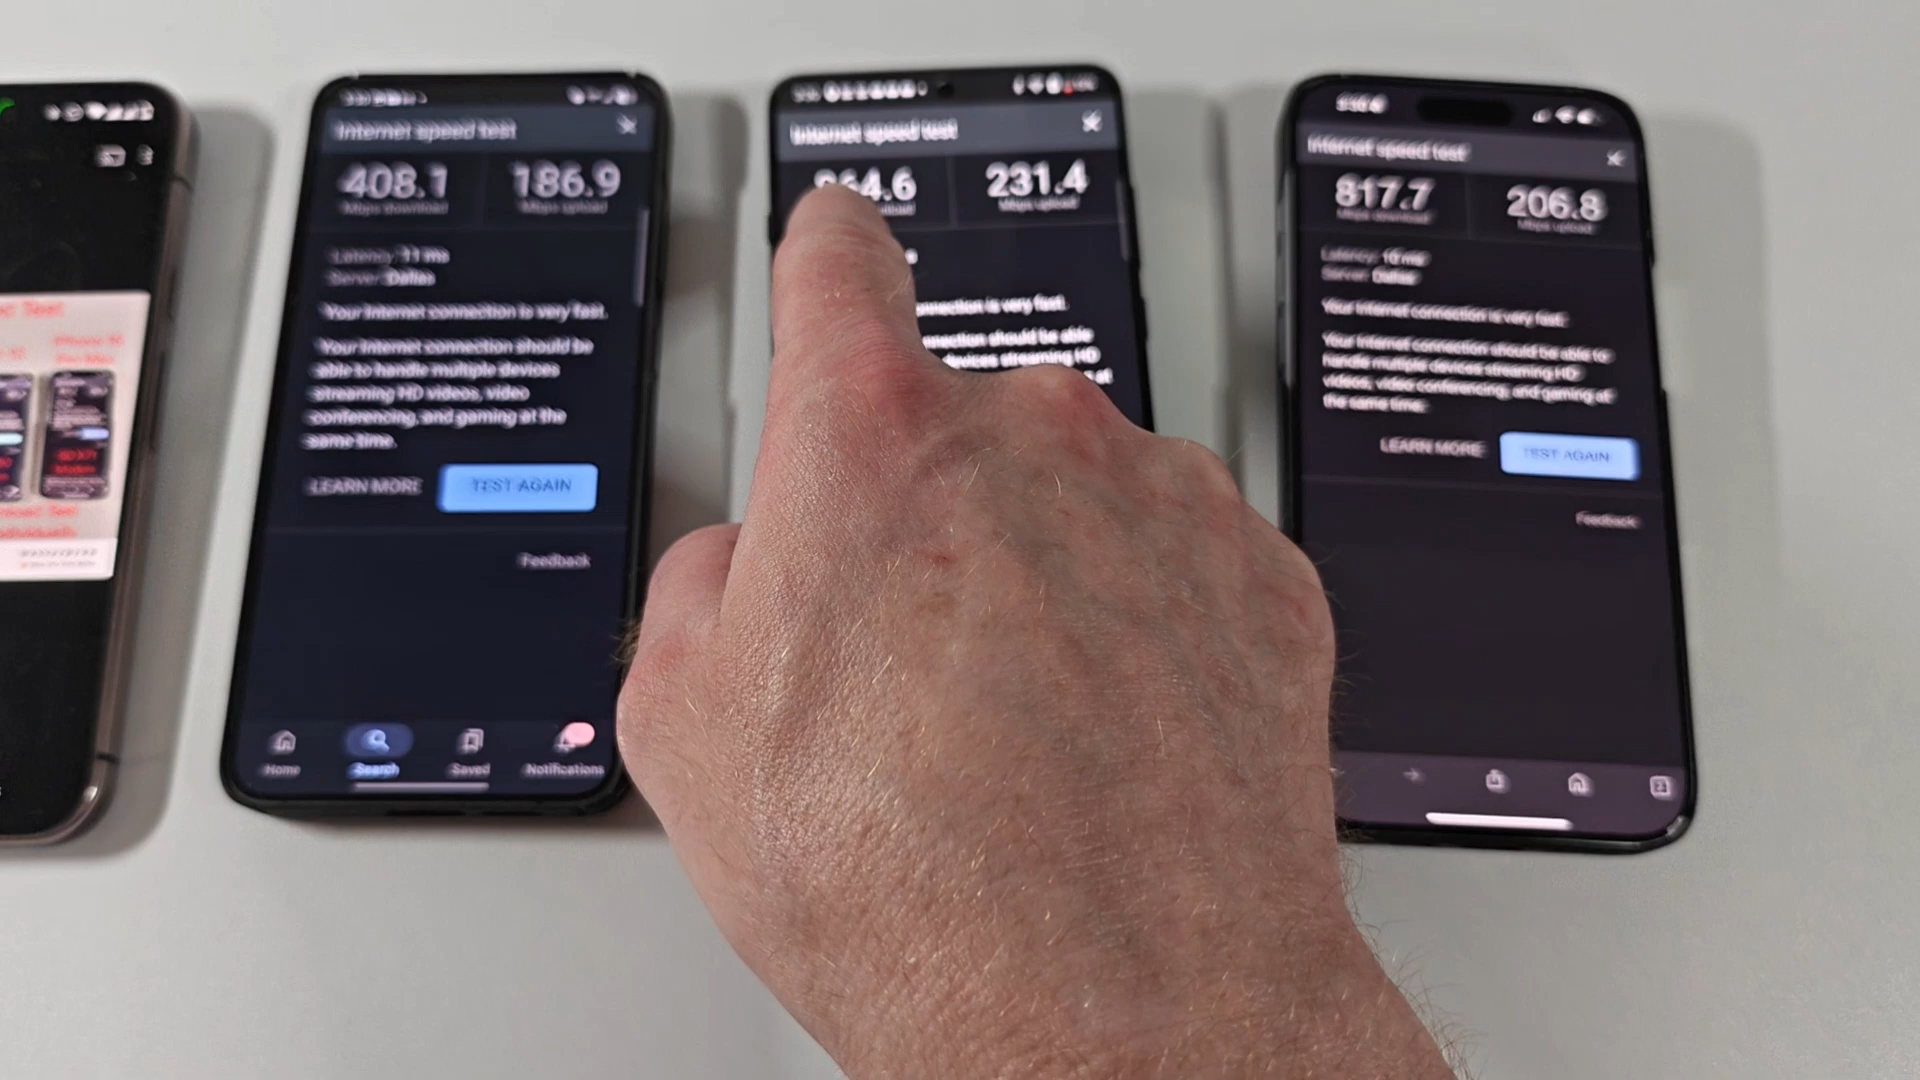 Internet speed test
408.1
186.9
Mbps download
Mbps upload
Latency: 11 ms
Server: Dallas
Your Internet connection is very fast.
Your Internet connection should be
able to handle multiple devices
streaming HD videos, video
conferencing, and gaming at the
same time.
LEARN MORE
TEST AGAIN
Feedback
Home
Search
Saved
Notifications
Internet speed test
64.6
231.4
Mbps upload
connection is very fast.
connection should be able
devices streaming HD
at
Internet speed test
817.7
206.8
Mbps download
Mbps upload
Latency: 10 ms
Server: Dallas
Your Internet connection is very fast.
Your Internet connection should be able to
handle multiple devices streaming HD
videos, video conferencing, and gaming at
the same time.
LEARN MORE
TEST AGAIN
Feedback
Test